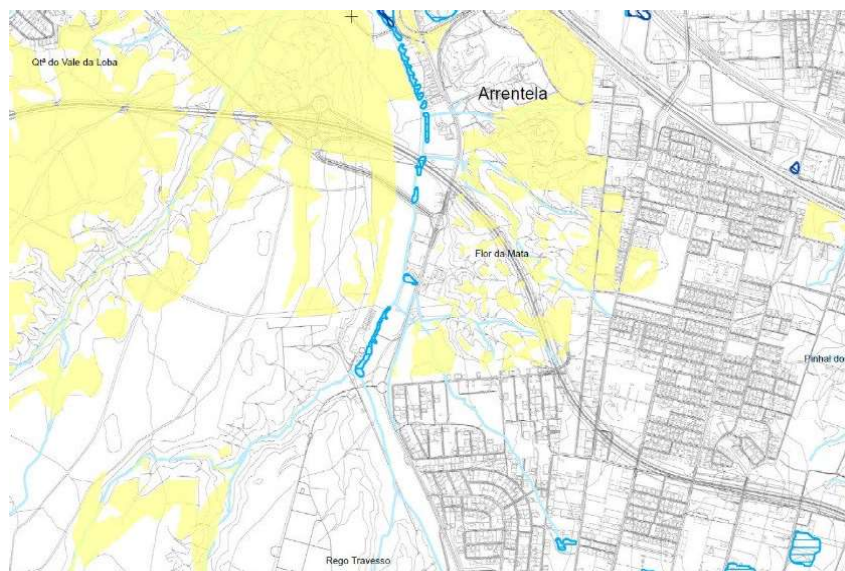 Qtª do Vale da Loba
Arrentela
Flor da Mata
Pinhal do
Rego Travesso